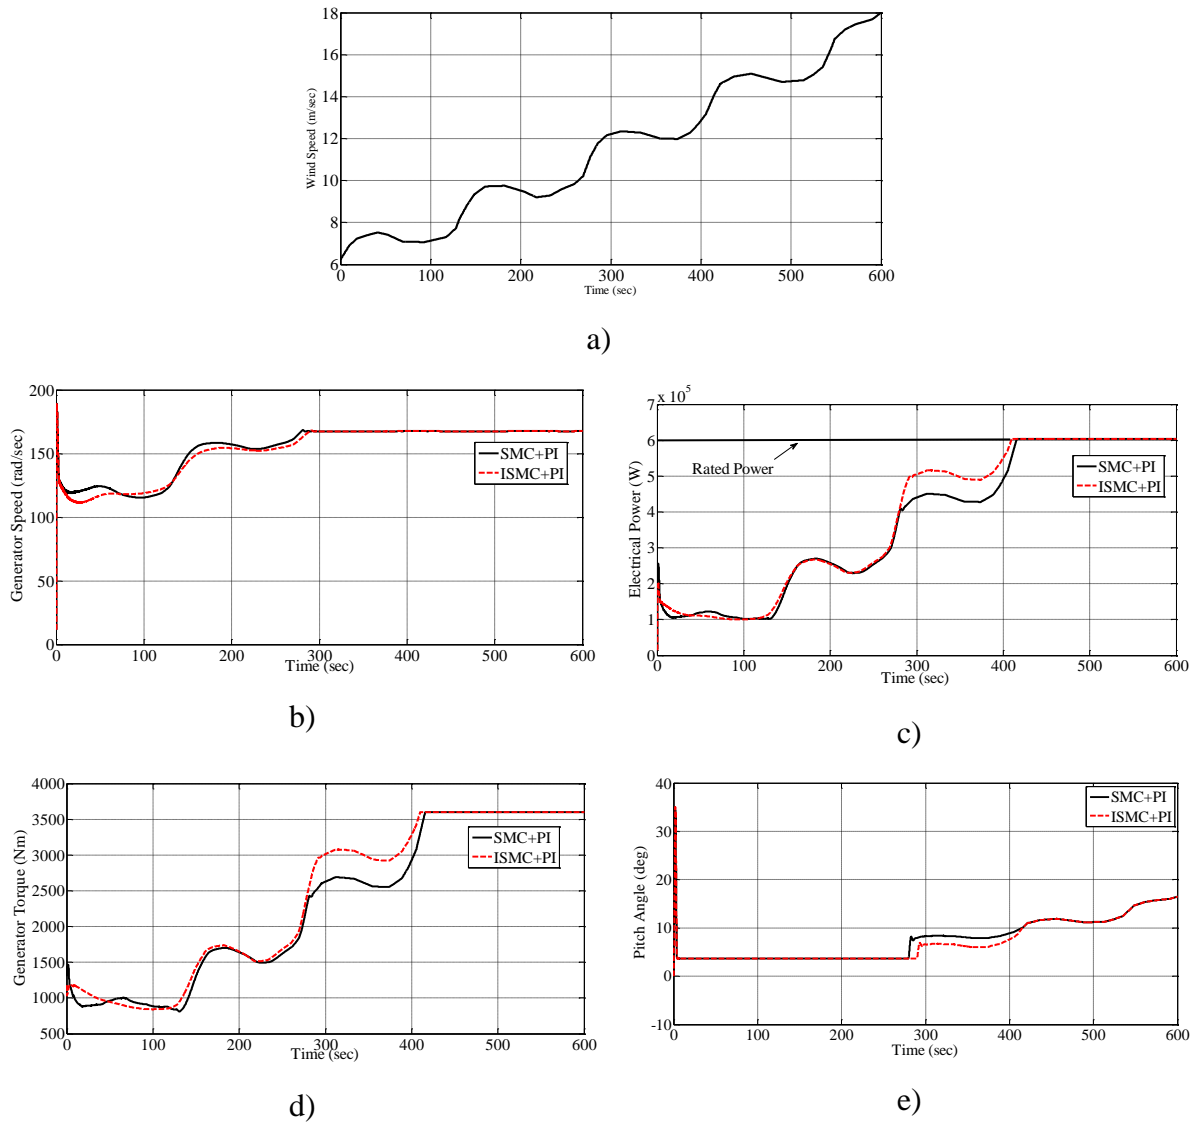 18
16
14
12
10
8
6
Wind Speed (m/sec)
0 100 200 300 400 500 600
Time (sec)
a)
200
150
100
50
0
Generator Speed (rad/sec)
SMC+PI
ISMC+PI
0 100 200 300 400 500 600
Time (sec)
b)
x 10^5
7
6
5
4
3
2
1
0
Electrical Power (W)
Rated Power
SMC+PI
ISMC+PI
0 100 200 300 400 500 600
Time (sec)
c)
4000
3500
3000
2500
2000
1500
1000
500
Generator Torque (Nm)
SMC+PI
ISMC+PI
0 100 200 300 400 500 600
Time (sec)
d)
40
30
20
10
0
-10
Pitch Angle (deg)
SMC+PI
ISMC+PI
0 100 200 300 400 500 600
Time (sec)
e)